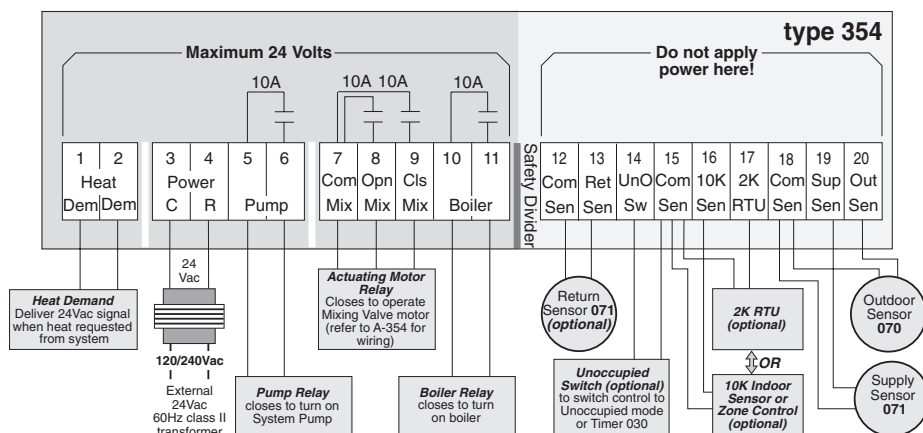 type 354
Maximum 24 Volts
Do not apply
power here!
10A
10A 10A
10A
1 2
Heat
Dem Dem
3 4
Power
C R
5 6
Pump
7 8 9
Com Opn Cls
Mix Mix Mix
10 11
Boiler
Safety Divider
12 13 14 15 16 17 18 19 20
Com Ret UnO Com 10K 2K Com Sup Out
Sen Sen Sw Sen Sen RTU Sen Sen Sen
Heat Demand
Deliver 24Vac signal
when heat requested
from system
24
Vac
120/240Vac
External
24Vac
60Hz class II
transformer
Pump Relay
closes to turn on
System Pump
Actuating Motor
Relay
Closes to operate
Mixing Valve motor
(refer to A-354 for
wiring)
Boiler Relay
closes to turn
on boiler
Return
Sensor 071
(optional)
Unoccupied
Switch (optional)
to switch control to
Unoccupied mode
or Timer 030
2K RTU
(optional)
OR
10K Indoor
Sensor or
Zone Control
(optional)
Outdoor
Sensor
070
Supply
Sensor
071